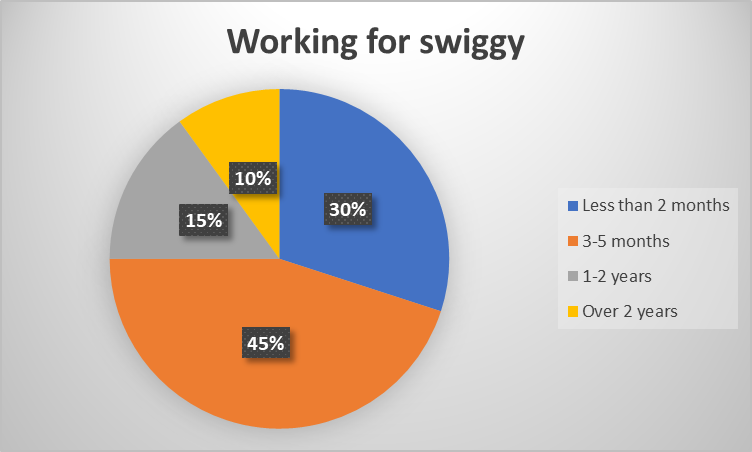 Working for swiggy
10%
30%
15%
45%
Less than 2 months
3-5 months
1-2 years
Over 2 years